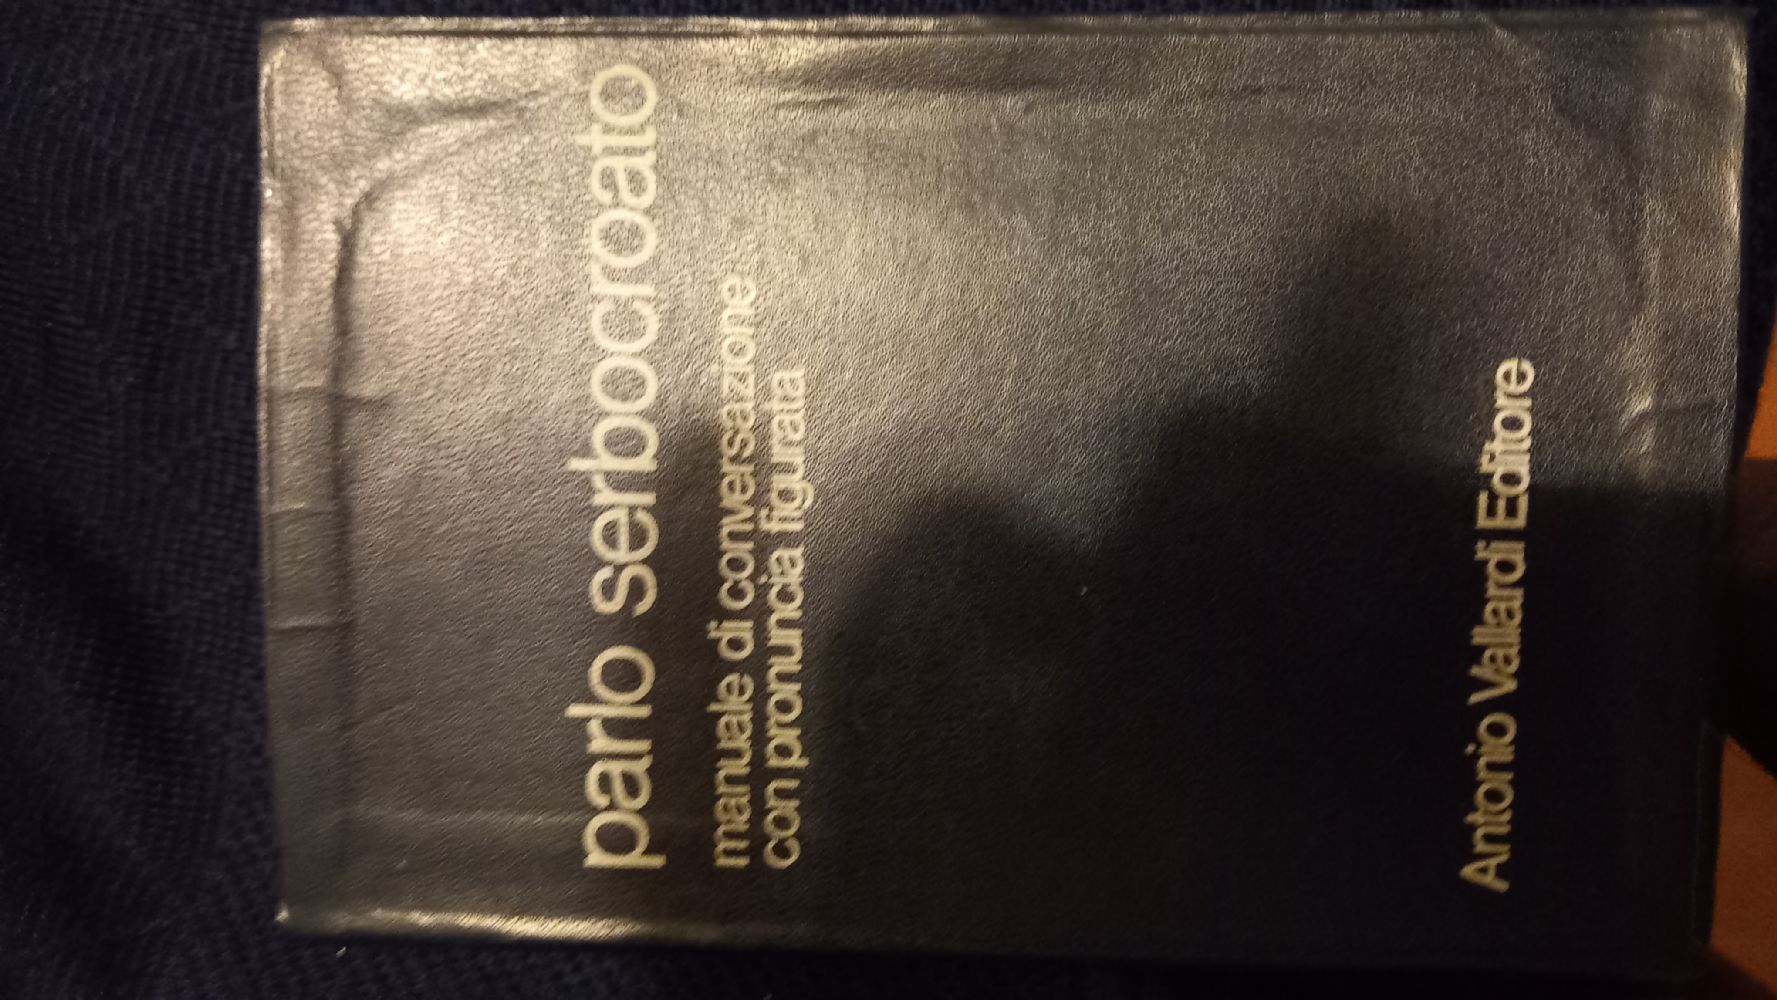 parlo serbocroato
manuale di conversazione
con pronuncia figurata
Antonio Vallardi Editore